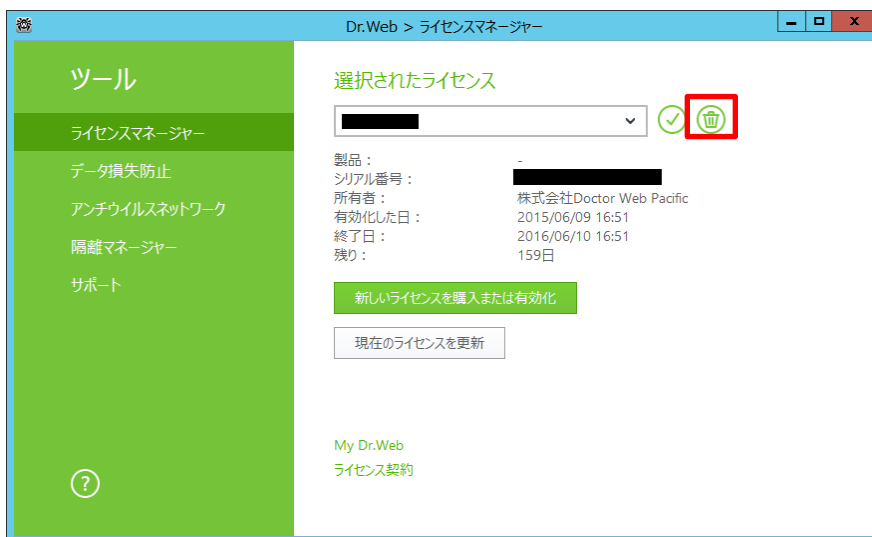 Dr.Web > ライセンスマネージャー
ツール
ライセンスマネージャー
データ損失防止
アンチウイルスネットワーク
隔離マネージャー
サポート
?
選択されたライセンス
製品： -
シリアル番号：
所有者： 株式会社Doctor Web Pacific
有効化した日： 2015/06/09 16:51
終了日： 2016/06/10 16:51
残り： 159日
新しいライセンスを購入または有効化
現在のライセンスを更新
My Dr.Web
ライセンス契約